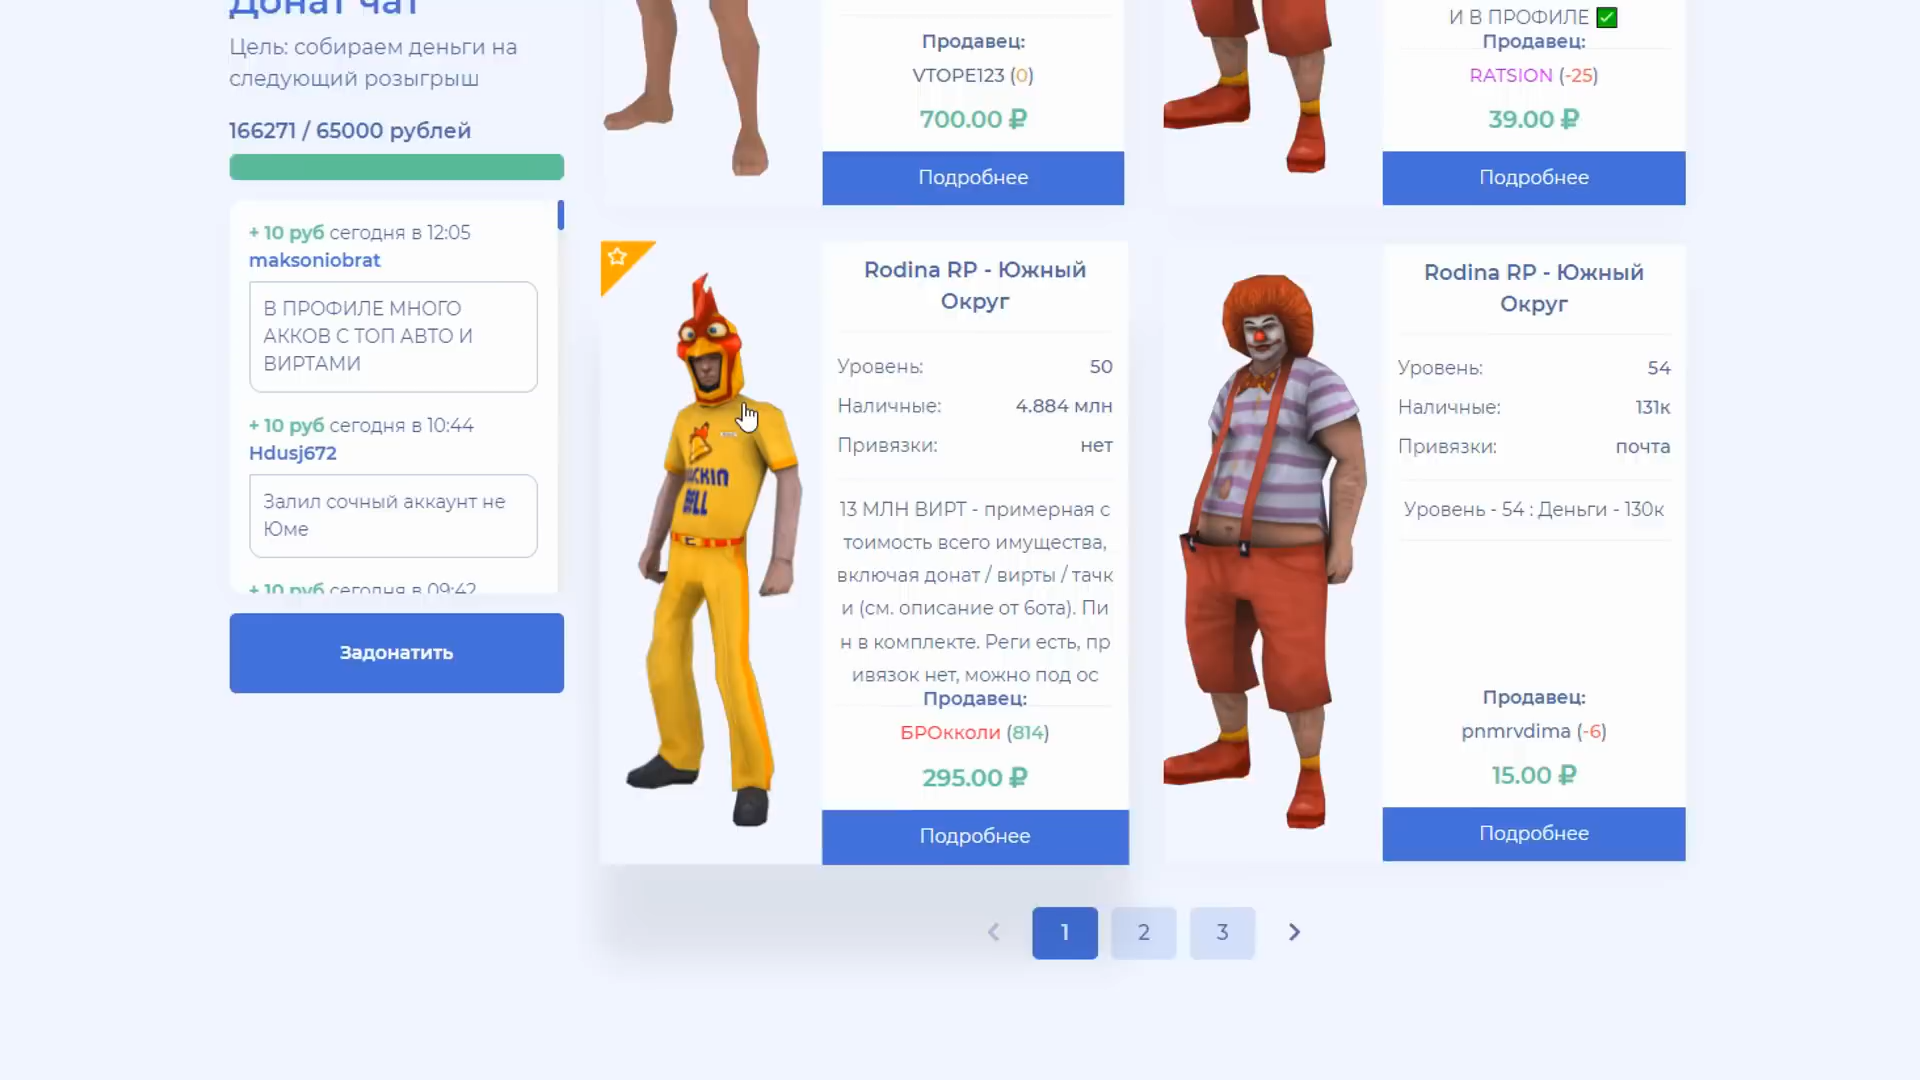 Донат чат
Цель: собираем деньги на
следующий розыгрыш
166271 / 65000 рублей
+ 10 руб сегодня в 12:05
maksoniobrat
В ПРОФИЛЕ МНОГО
АККОВ С ТОП АВТО И
ВИРТАМИ
+ 10 руб сегодня в 10:44
Hdusj672
Залил сочный аккаунт не
Юме
+ 10 руб сегодня в 09:42
Задонатить
Продавец:
VTOPE123 (0)
700.00 ₽
Подробнее
И В ПРОФИЛЕ ✅
Продавец:
RATSION (-25)
39.00 ₽
Подробнее
Rodina RP - Южный
Округ
Уровень: 50
Наличные: 4.884 млн
Привязки: нет
13 МЛН ВИРТ - примерная с
тоимость всего имущества,
включая донат / вирты / тачк
и (см. описание от бота). Пи
н в комплекте. Реги есть, пр
ивязок нет, можно под ос
Продавец:
БРОкколи (814)
295.00 ₽
Подробнее
Rodina RP - Южный
Округ
Уровень: 54
Наличные: 131к
Привязки: почта
Уровень - 54 : Деньги - 130к
Продавец:
pnmrvdima (-6)
15.00 ₽
Подробнее
1 2 3